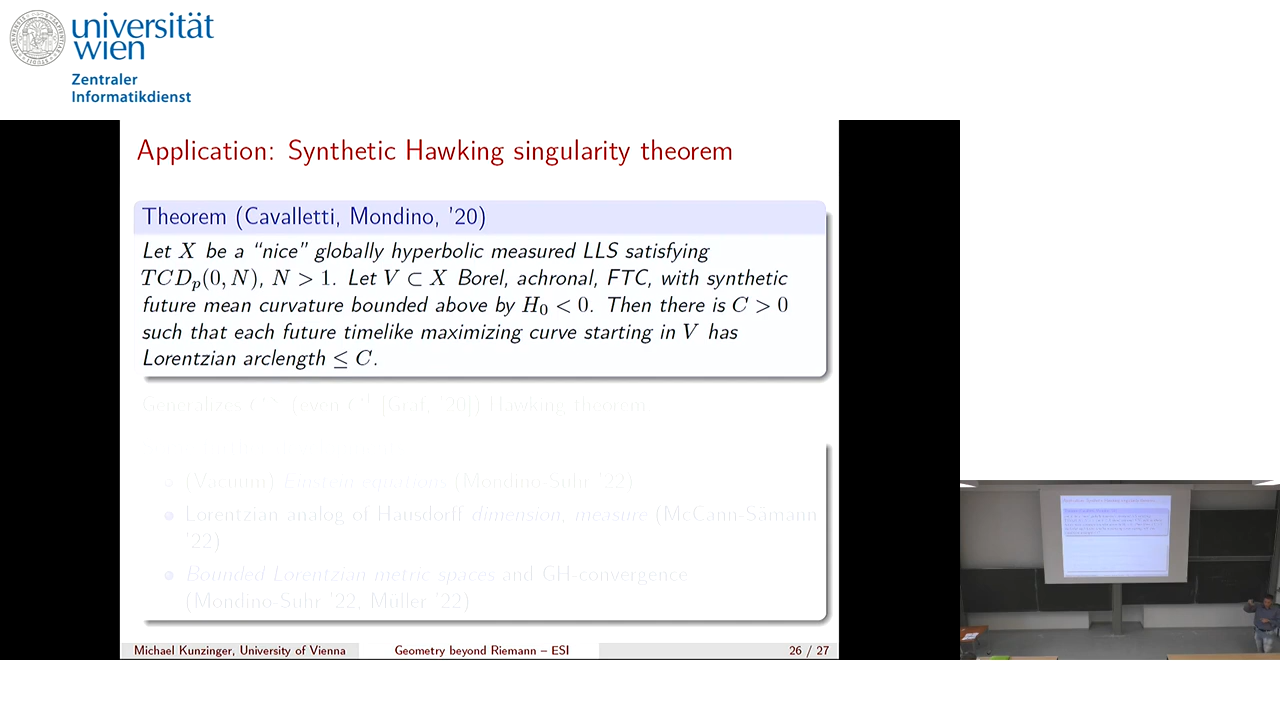 universität
wien
Zentraler
Informatikdienst
Application: Synthetic Hawking singularity theorem
Theorem (Cavalletti, Mondino, '20)
Let X be a “nice” globally hyperbolic measured LLS satisfying
TCD_p(0, N), N > 1. Let V ⊂ X Borel, achronal, FTC, with synthetic
future mean curvature bounded above by H_0 < 0. Then there is C > 0
such that each future timelike maximizing curve starting in V has
Lorentzian arclength ≤ C.
Generalizes (even [Graf, '20]) Hawking theorem
(Vacuum) Einstein equations (Mondino-Suhr '22)
Lorentzian analog of Hausdorff dimension, measure (McCann-Sämann
'22)
Bounded Lorentzian metric spaces and GH-convergence
(Mondino-Suhr '22, Müller '22)
Michael Kunzinger, University of Vienna
Geometry beyond Riemann – ESI
26 / 27